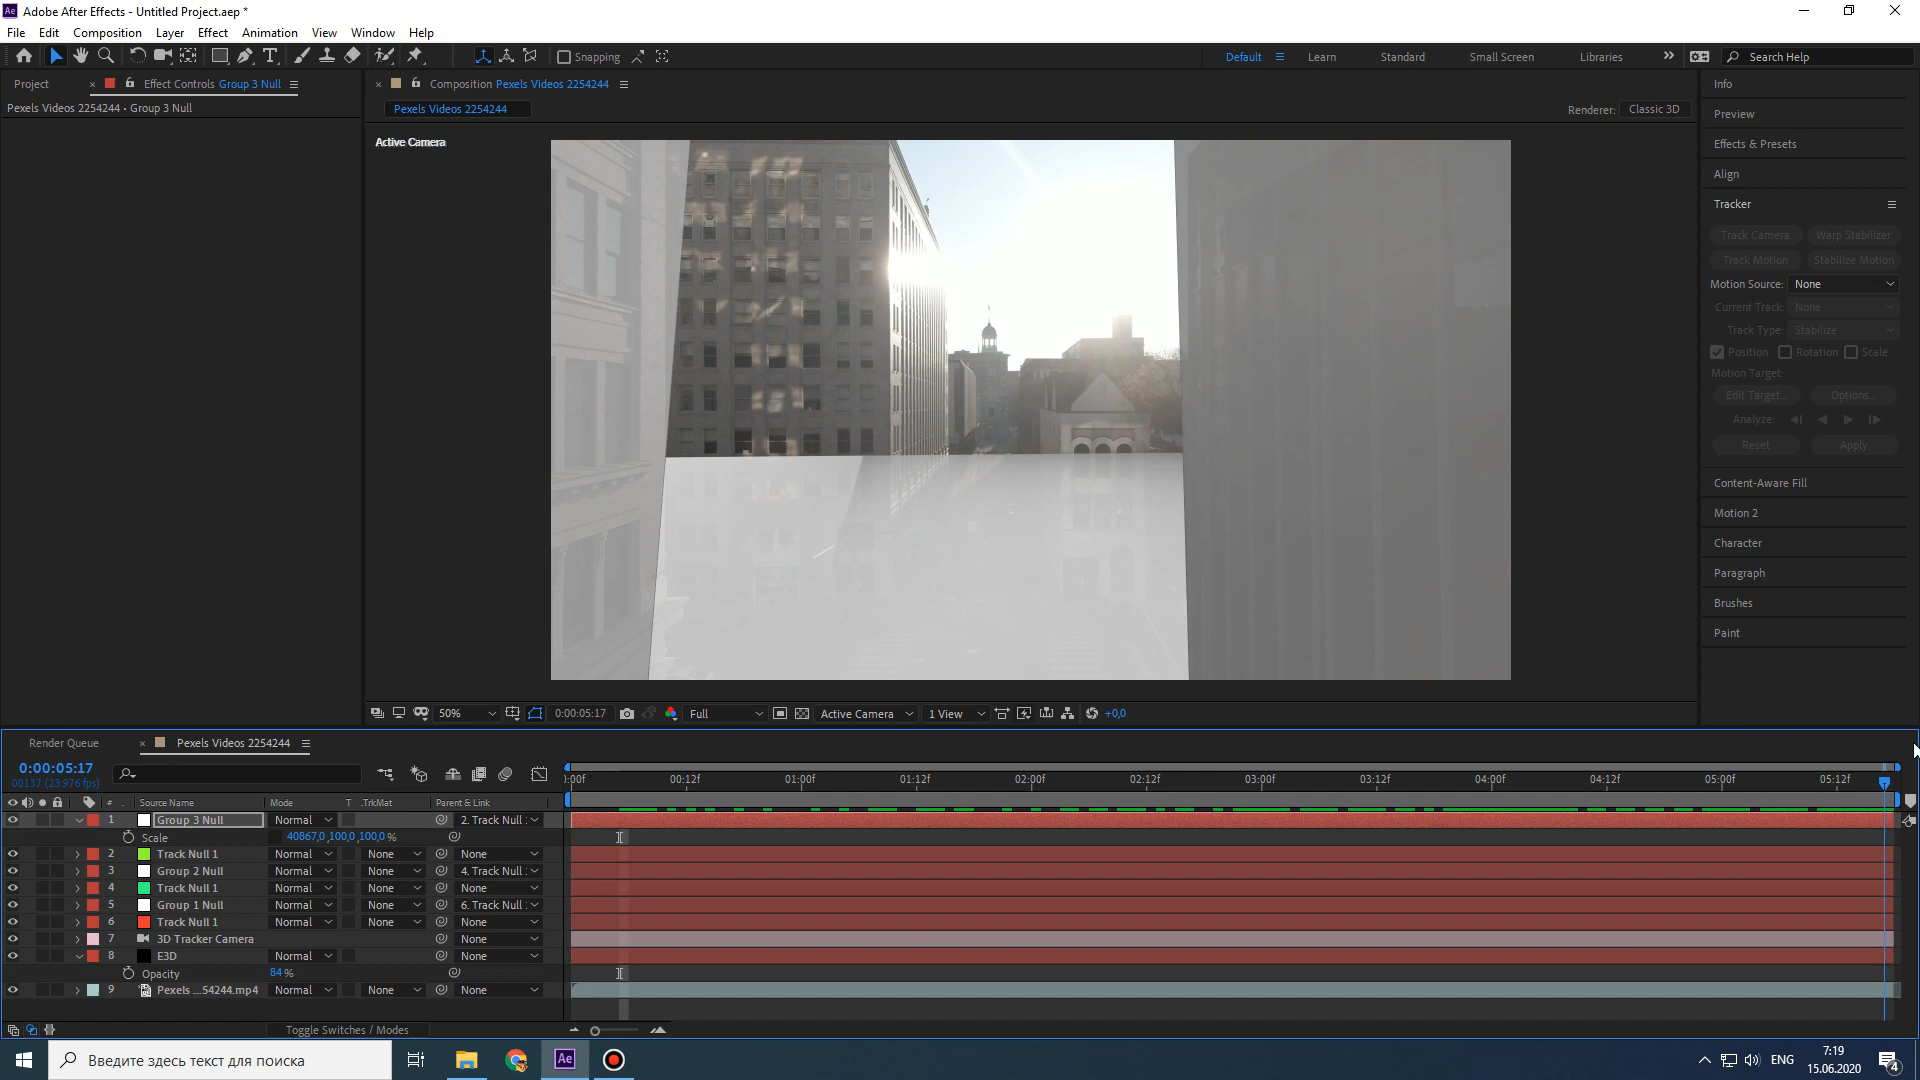 Adobe After Effects - Untitled Project.aep *
File Edit Composition Layer Effect Animation View Window Help
Snapping
Default Learn Standard Small Screen Libraries Search Help
Project Effect Controls Group 3 Null
Pexels Videos 2254244 • Group 3 Null
Composition Pexels Videos 2254244
Pexels Videos 2254244
Renderer: Classic 3D
Active Camera
Info
Preview
Effects & Presets
Align
Tracker
Track Camera Warp Stabilizer
Track Motion Stabilize Motion
Motion Source: None
Current Track: None
Track Type: Stabilize
Position Rotation Scale
Motion Target:
Edit Target... Options...
Analyze:
Reset Apply
Content-Aware Fill
Motion 2
Character
Paragraph
Brushes
Paint
50% 0:00:05:17 Full Active Camera 1 View +0,0
Render Queue Pexels Videos 2254244
0:00:05:17
00137 (23.976 fps)
:00f 00:12f 01:00f 01:12f 02:00f 02:12f 03:00f 03:12f 04:00f 04:12f 05:00f 05:12f
# Source Name Mode T .TrkMat Parent & Link
1 Group 3 Null Normal 2. Track Null
Scale 40867,0,100,0,100,0 %
2 Track Null 1 Normal None None
3 Group 2 Null Normal None 4. Track Null
4 Track Null 1 Normal None None
5 Group 1 Null Normal None 6. Track Null
6 Track Null 1 Normal None None
7 3D Tracker Camera None
8 E3D Normal None
Opacity 84 %
9 Pexels ...54244.mp4 Normal None None
Toggle Switches / Modes
Введите здесь текст для поиска
Ae
ENG
7:19
15.06.2020
4